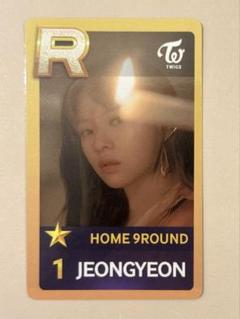 R
TWICE
HOME 9ROUND
1 JEONGYEON